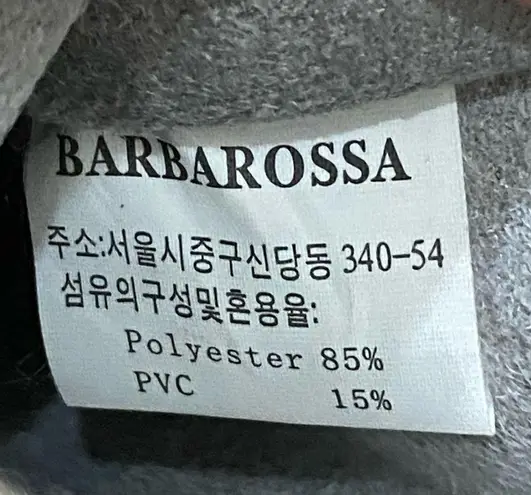 BARBAROSSA
주소:서울시중구신당동 340-54
섬유의구성및혼용율:
Polyester 85%
PVC 15%